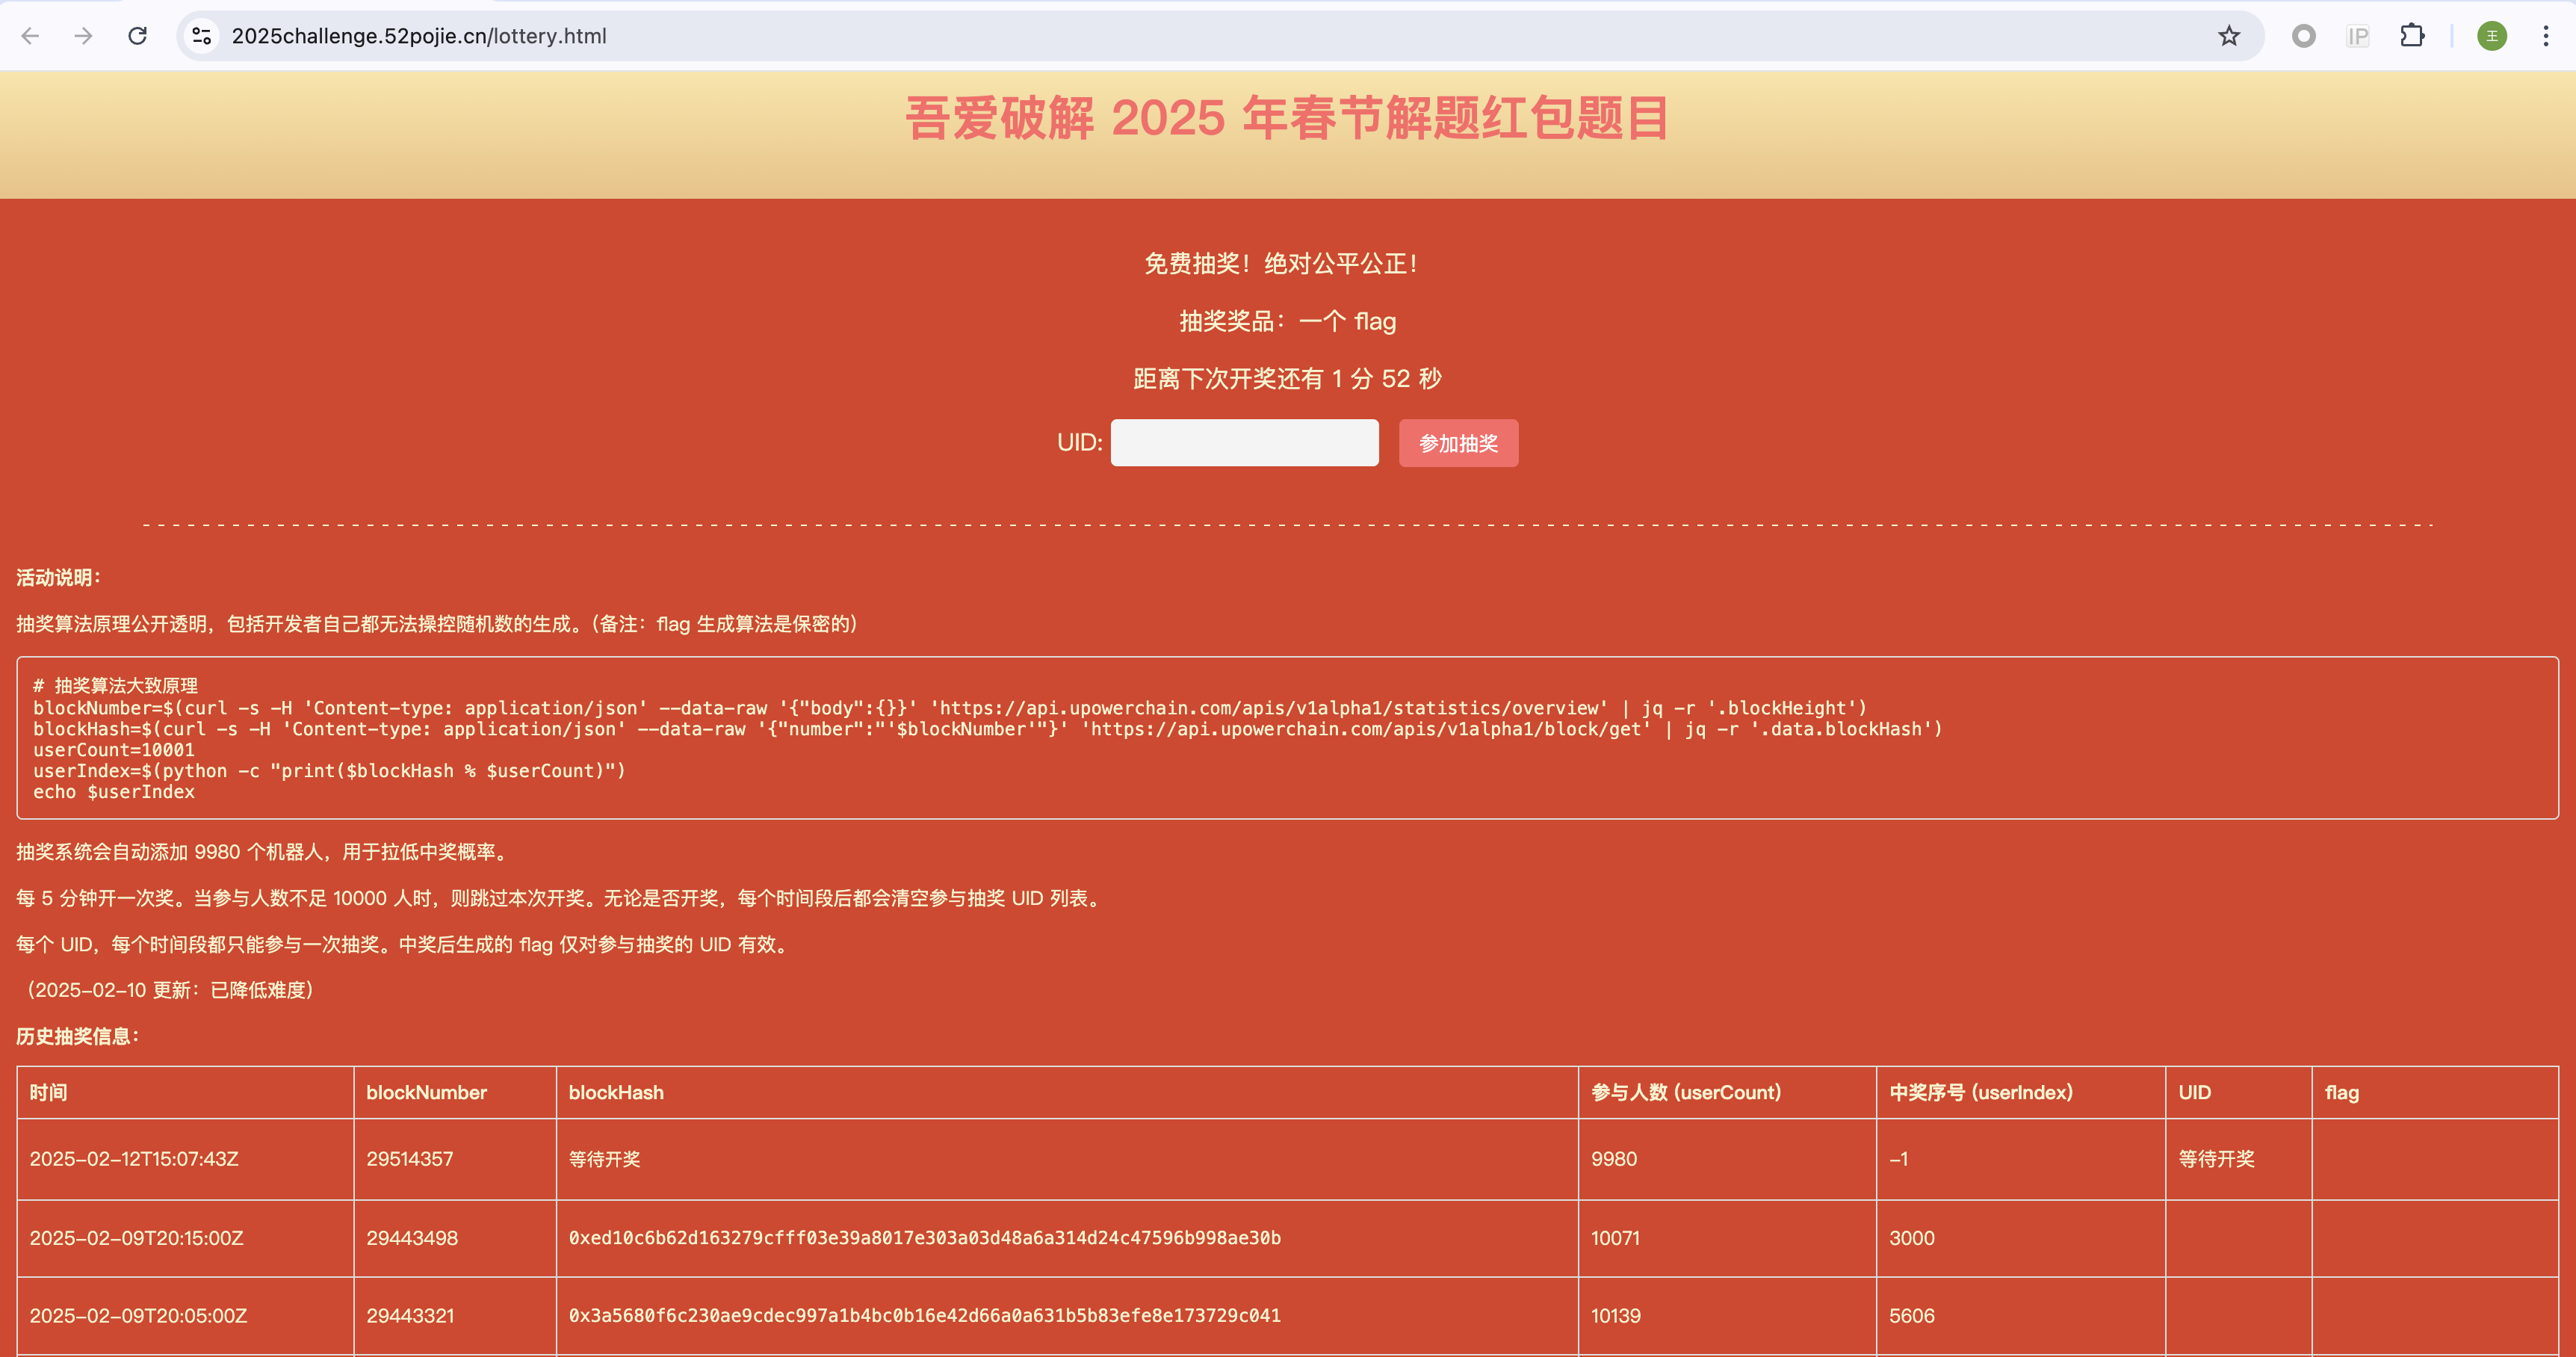 2025challenge.52pojie.cn/lottery.html
IP
王
吾爱破解 2025 年春节解题红包题目
免费抽奖！绝对公平公正！
抽奖奖品：一个 flag
距离下次开奖还有 1 分 52 秒
UID:
参加抽奖
活动说明：
抽奖算法原理公开透明，包括开发者自己都无法操控随机数的生成。（备注：flag 生成算法是保密的）
# 抽奖算法大致原理
blockNumber=$(curl -s -H 'Content-type: application/json' --data-raw '{"body":{}}' 'https://api.upowerchain.com/apis/v1alpha1/statistics/overview' | jq -r '.blockHeight')
blockHash=$(curl -s -H 'Content-type: application/json' --data-raw '{"number":"'$blockNumber'"}' 'https://api.upowerchain.com/apis/v1alpha1/block/get' | jq -r '.data.blockHash')
userCount=10001
userIndex=$(python -c "print($blockHash % $userCount)")
echo $userIndex
抽奖系统会自动添加 9980 个机器人，用于拉低中奖概率。
每 5 分钟开一次奖。当参与人数不足 10000 人时，则跳过本次开奖。无论是否开奖，每个时间段后都会清空参与抽奖 UID 列表。
每个 UID，每个时间段都只能参与一次抽奖。中奖后生成的 flag 仅对参与抽奖的 UID 有效。
（2025-02-10 更新：已降低难度）
历史抽奖信息：
时间 blockNumber blockHash 参与人数 (userCount) 中奖序号 (userIndex) UID flag
2025-02-12T15:07:43Z 29514357 等待开奖 9980 -1 等待开奖
2025-02-09T20:15:00Z 29443498 0xed10c6b62d163279cfff03e39a8017e303a03d48a6a314d24c47596b998ae30b 10071 3000
2025-02-09T20:05:00Z 29443321 0x3a5680f6c230ae9cdec997a1b4bc0b16e42d66a0a631b5b83efe8e173729c041 10139 5606